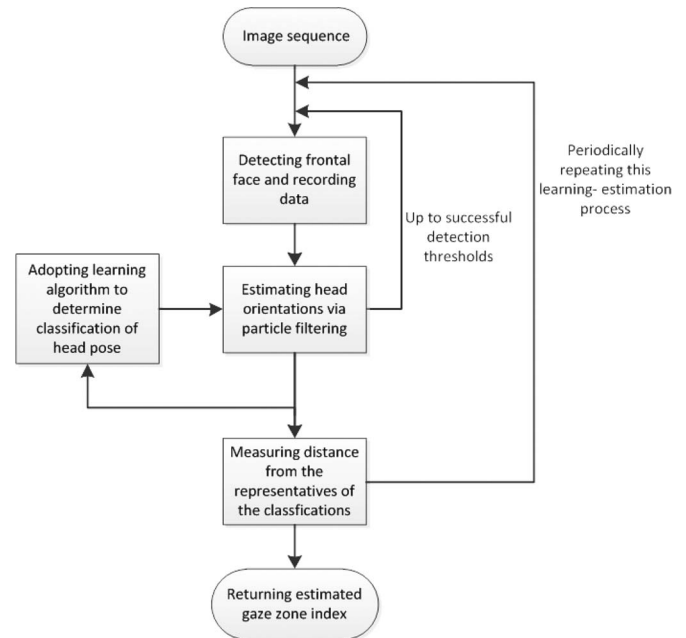 Image sequence
Detecting frontal
face and recording
data
Periodically
repeating this
learning- estimation
process
Up to successful
detection
thresholds
Adopting learning
algorithm to
determine
classification of
head pose
Estimating head
orientations via
particle filtering
Measuring distance
from the
representatives of
the classfications
Returning estimated
gaze zone index